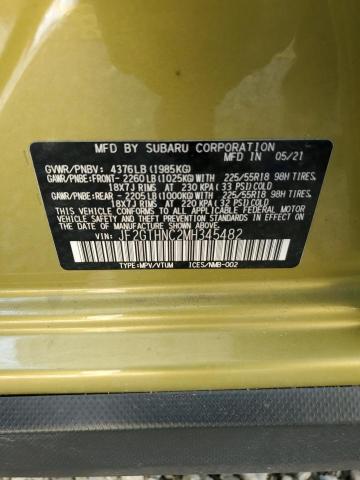 MFD BY SUBARU CORPORATION
MFD IN 05/21
GVWR/PNBV: 4376LB (1985KG)
GAWR/PNBE:FRONT- 2260LB (1025KG)WITH 225/55R18 98H TIRES,
18X7J RIMS AT 230 KPA (33 PSI)COLD
GAWR/PNBE:REAR - 2205LB(1000KG)WITH 225/55R18 98H TIRES,
18X7J RIMS AT 220 KPA (32 PSI)COLD
THIS VEHICLE CONFORMS TO ALL APPLICABLE FEDERAL MOTOR
VEHICLE SAFETY AND THEFT PREVENTION STANDARDS IN EFFECT
ON THE DATE OF MANUFACTURE SHOWN ABOVE.
VIN: JF2GTHNC2MH345482
TYPE:MPV/VTUM ICES/NMB-002